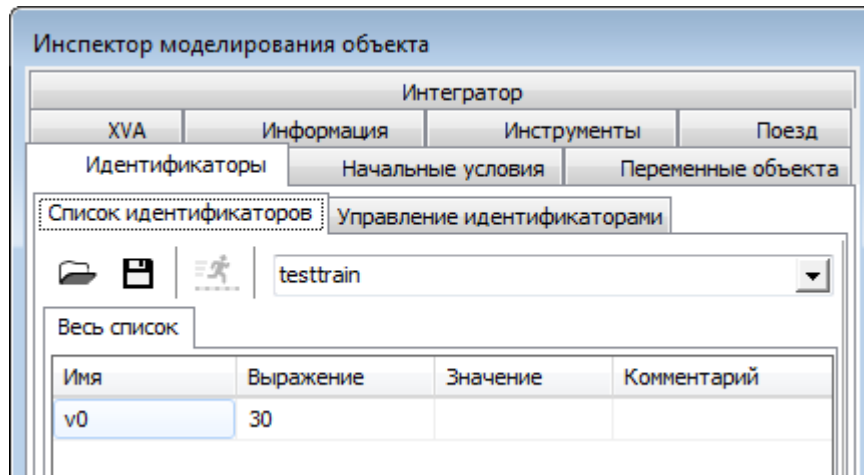 Инспектор моделирования объекта
Интегратор
XVA Информация Инструменты Поезд
Идентификаторы Начальные условия Переменные объекта
Список идентификаторов Управление идентификаторами
testtrain
Весь список
Имя Выражение Значение Комментарий
v0 30